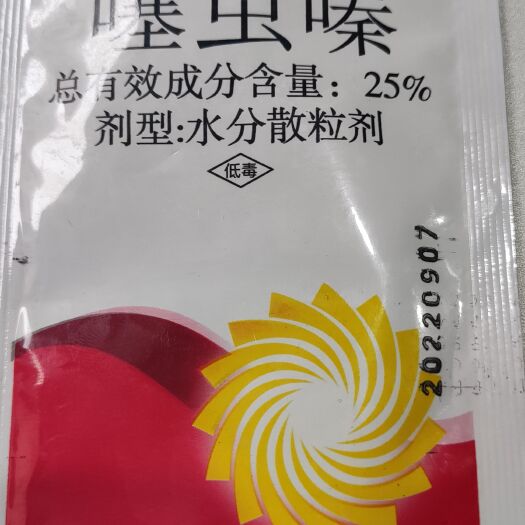 噻虫嗪
总有效成分含量：25%
剂型:水分散粒剂
低毒
20220907